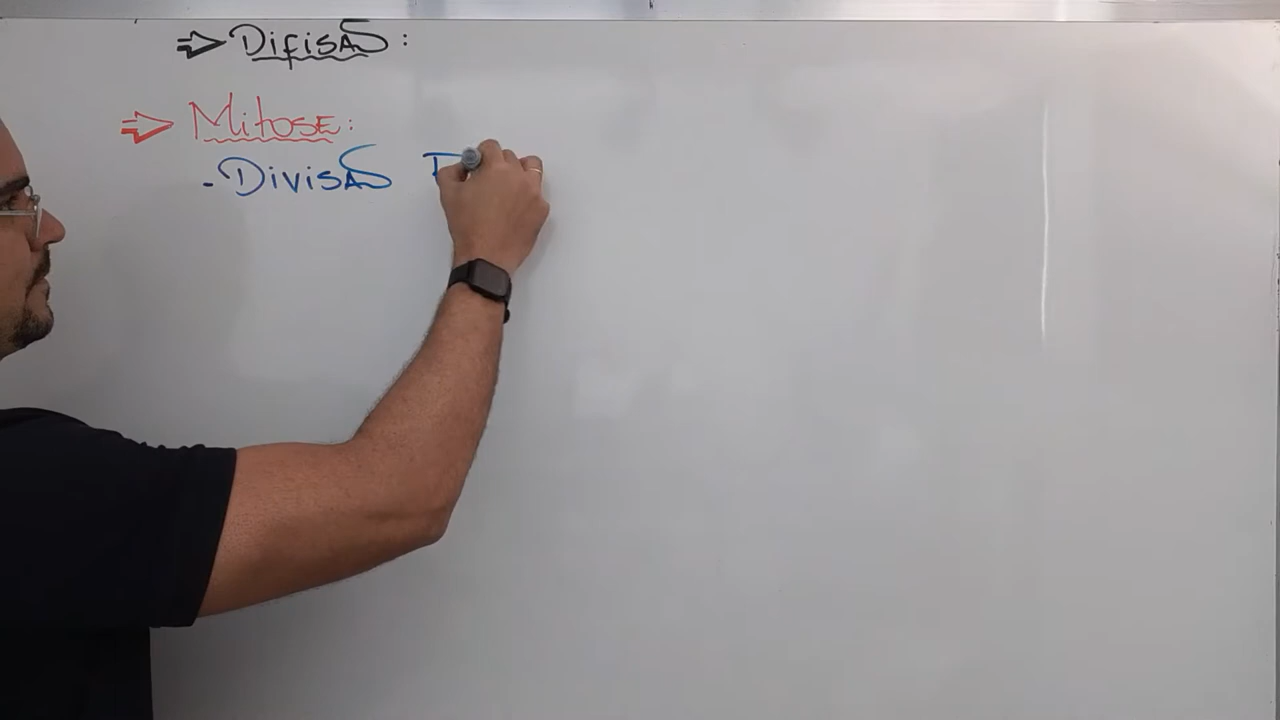 ⇒ Difisão:
⇒ Mitose:
- Divisão